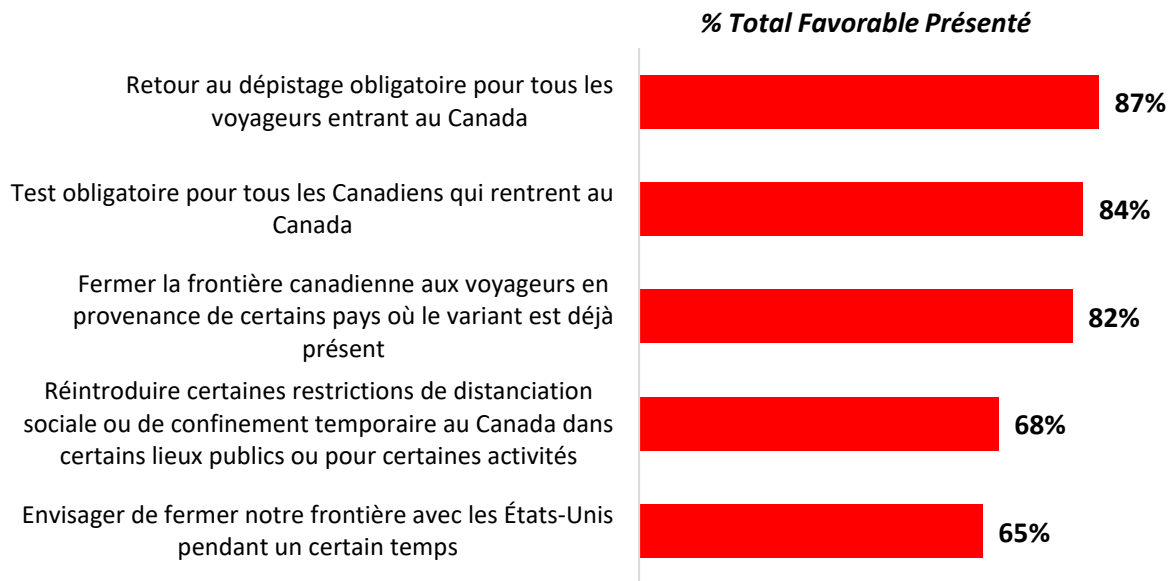 % Total Favorable Présenté
Retour au dépistage obligatoire pour tous les
voyageurs entrant au Canada
87%
Test obligatoire pour tous les Canadiens qui rentrent au
Canada
84%
Fermer la frontière canadienne aux voyageurs en
provenance de certains pays où le variant est déjà
présent
82%
Réintroduire certaines restrictions de distanciation
sociale ou de confinement temporaire au Canada dans
certains lieux publics ou pour certaines activités
68%
Envisager de fermer notre frontière avec les États-Unis
pendant un certain temps
65%